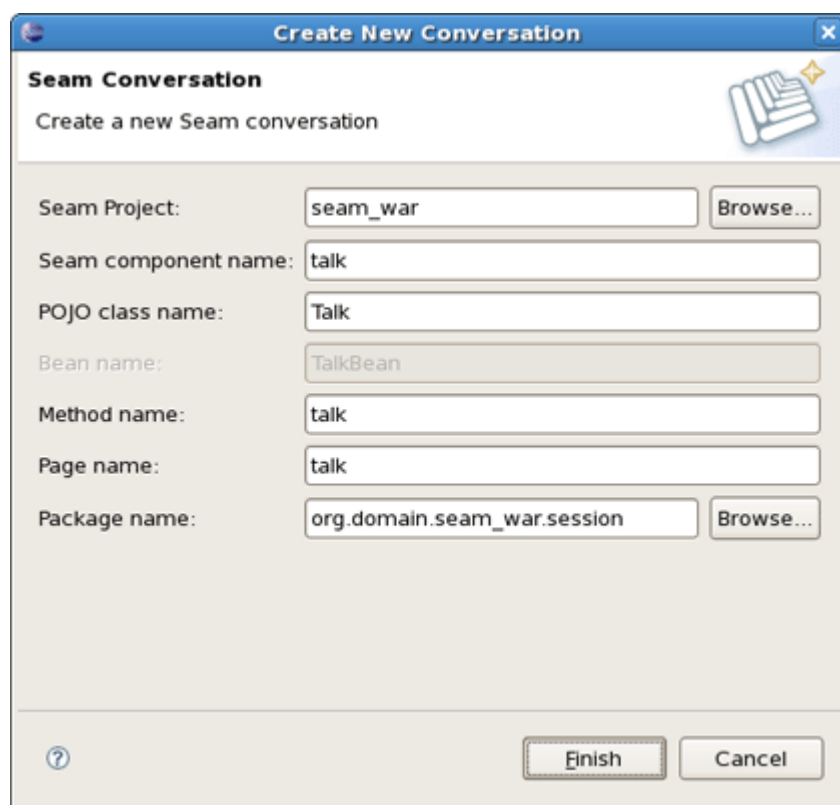 Create New Conversation
Seam Conversation
Create a new Seam conversation
Seam Project: seam_war Browse...
Seam component name: talk
POJO class name: Talk
Bean name: TalkBean
Method name: talk
Page name: talk
Package name: org.domain.seam_war.session Browse...
? Finish Cancel